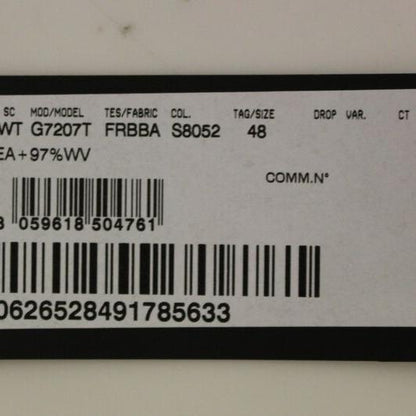 SC MOD/MODEL TES/FABRIC COL. TAG/SIZE DROP VAR. CT
WT G7207T FRBBA S8052 48
EA+97%WV
COMM.N°
8 059618 504761
0626528491785633